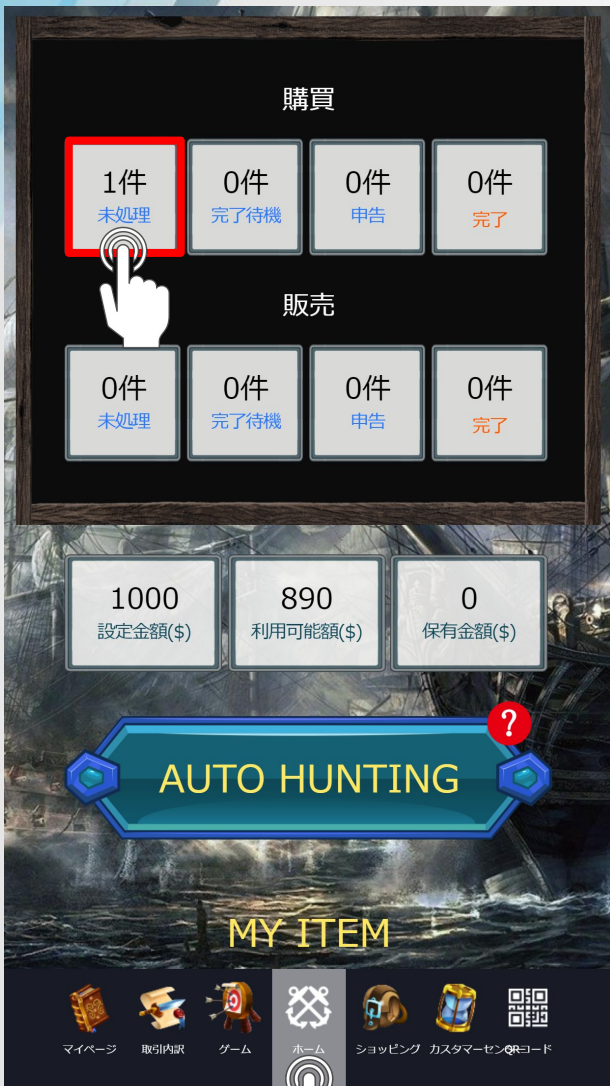 購買
1件 0件 0件 0件
未処理 完了待機 申告 完了
販売
0件 0件 0件 0件
未処理 完了待機 申告 完了
1000 890 0
設定金額($) 利用可能額($) 保有金額($)
?
AUTO HUNTING
MY ITEM
マイページ 取引内訳 ゲーム ホーム ショッピング カスタマーセンター QRコード